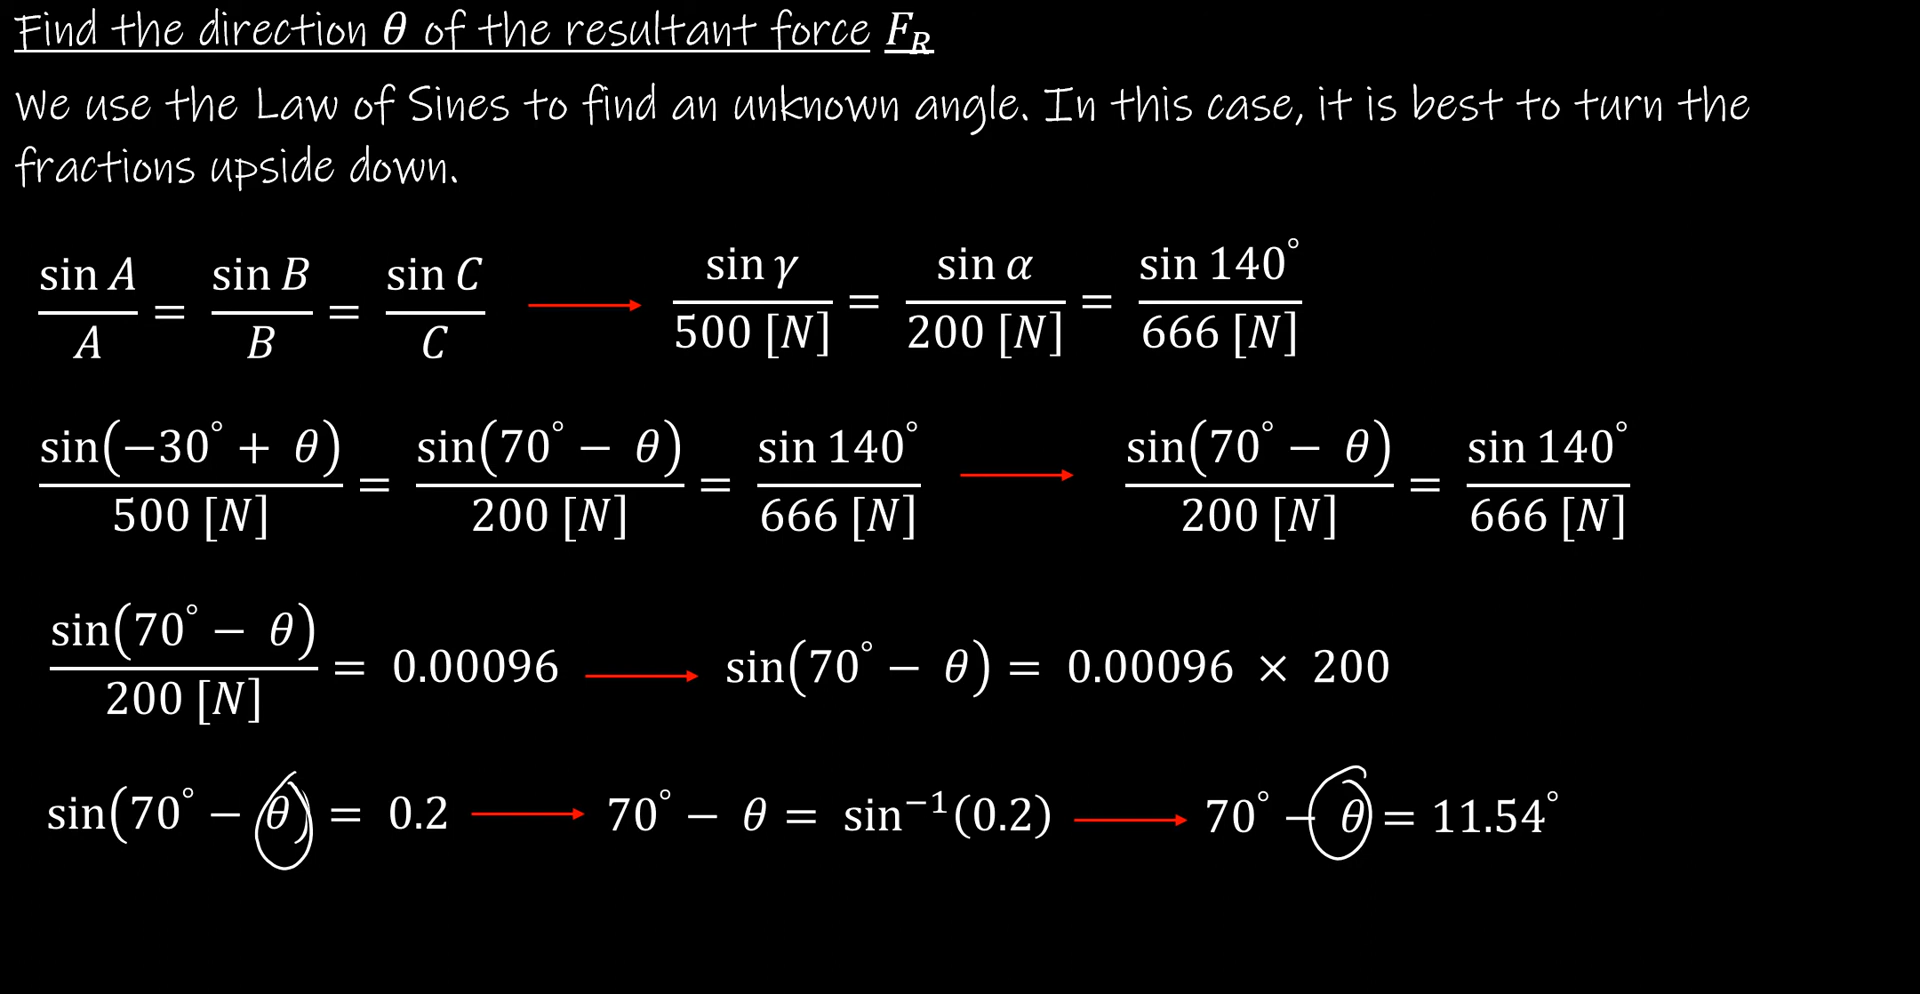 Find the direction θ of the resultant force F_R
We use the Law of Sines to find an unknown angle. In this case, it is best to turn the
fractions upside down.
sin A / A = sin B / B = sin C / C → sin γ / 500 [N] = sin α / 200 [N] = sin 140° / 666 [N]
sin(−30° + θ) / 500 [N] = sin(70° − θ) / 200 [N] = sin 140° / 666 [N] → sin(70° − θ) / 200 [N] = sin 140° / 666 [N]
sin(70° − θ) / 200 [N] = 0.00096 → sin(70° − θ) = 0.00096 × 200
sin(70° − θ) = 0.2 → 70° − θ = sin⁻¹(0.2) → 70° − θ = 11.54°